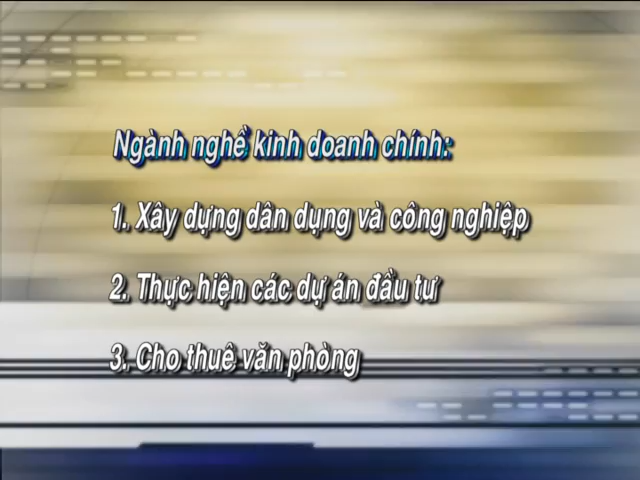 Ngành nghề kinh doanh chính:
1. Xây dựng dân dụng và công nghiệp
2. Thực hiện các dự án đầu tư
3. Cho thuê văn phòng